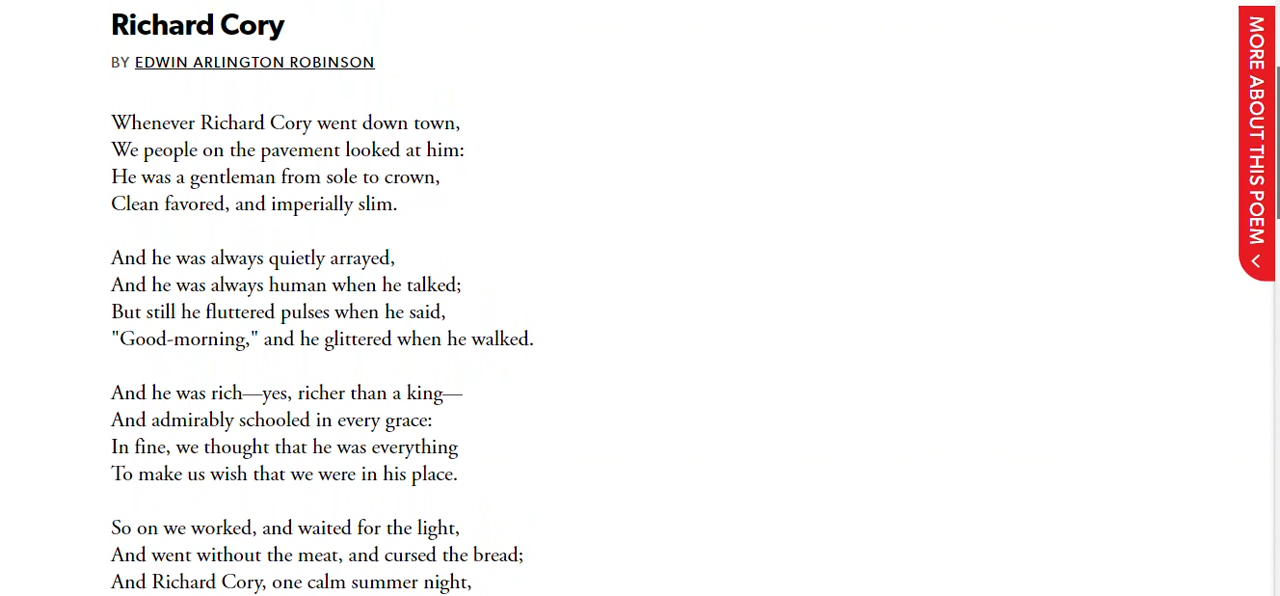 Richard Cory
BY EDWIN ARLINGTON ROBINSON
Whenever Richard Cory went down town,
We people on the pavement looked at him:
He was a gentleman from sole to crown,
Clean favored, and imperially slim.
And he was always quietly arrayed,
And he was always human when he talked;
But still he fluttered pulses when he said,
"Good-morning," and he glittered when he walked.
And he was rich—yes, richer than a king—
And admirably schooled in every grace:
In fine, we thought that he was everything
To make us wish that we were in his place.
So on we worked, and waited for the light,
And went without the meat, and cursed the bread;
And Richard Cory, one calm summer night,
MORE ABOUT THIS POEM